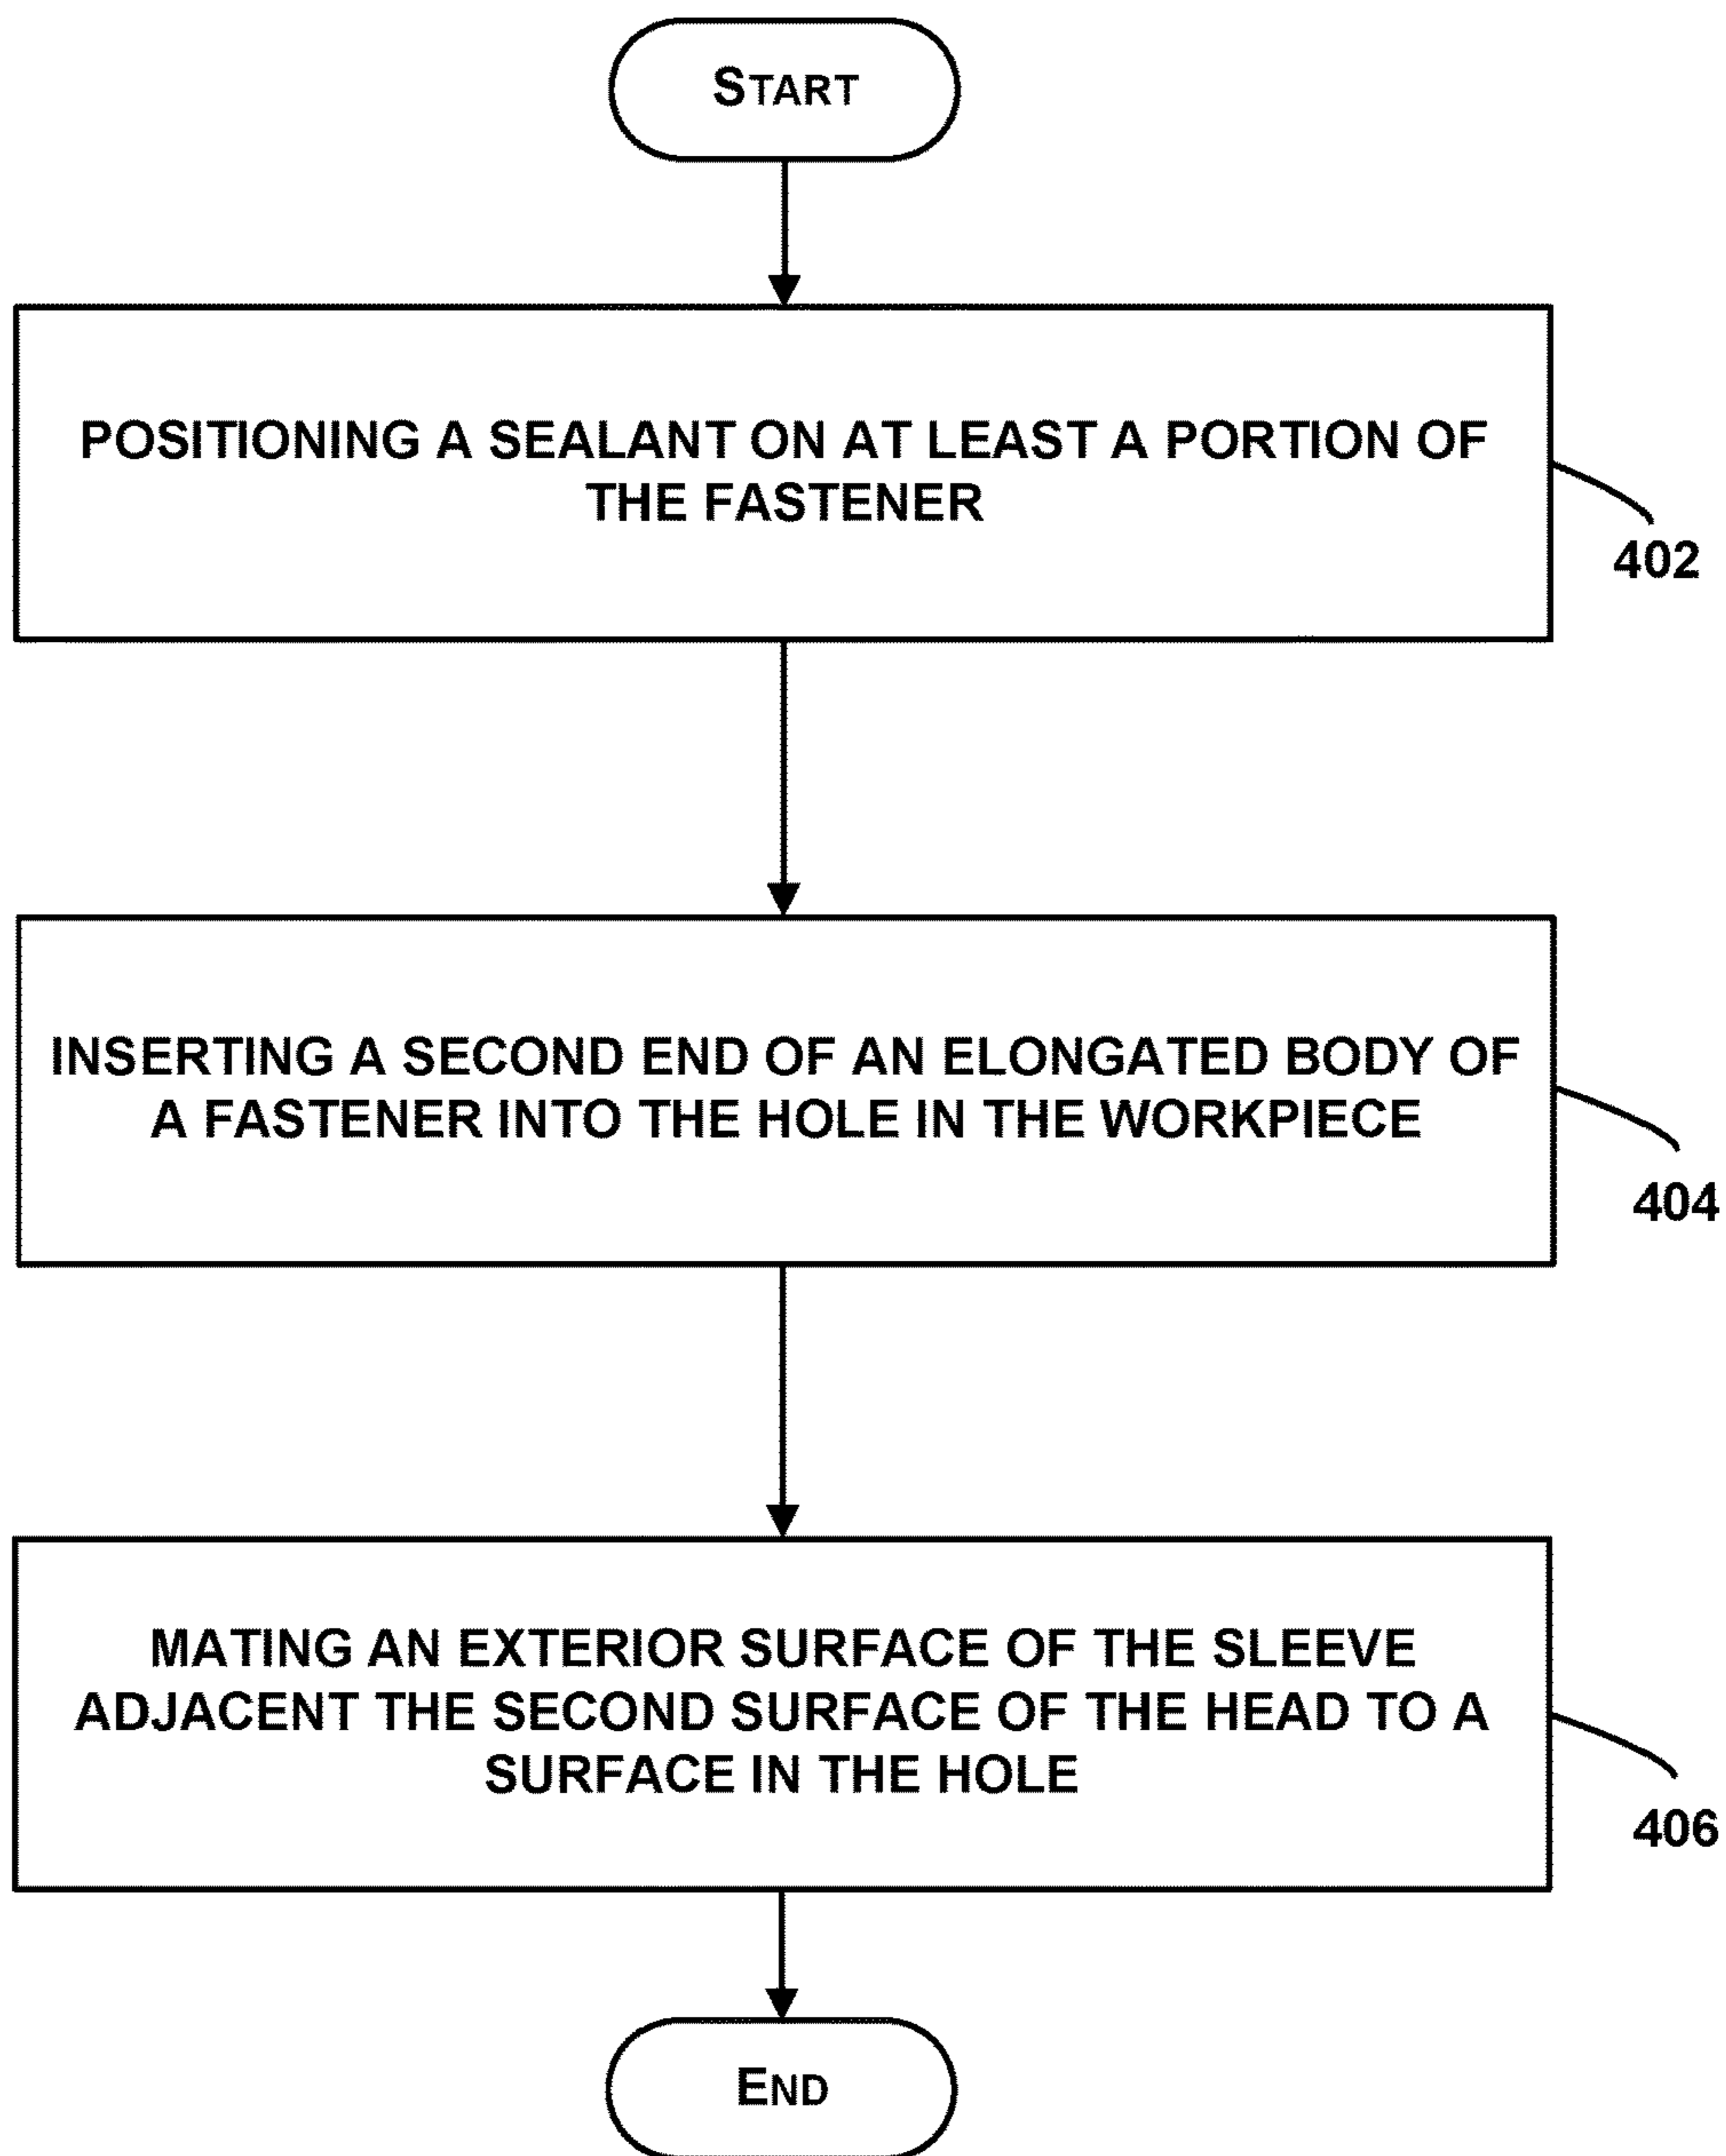 START
POSITIONING A SEALANT ON AT LEAST A PORTION OF
THE FASTENER
402
INSERTING A SECOND END OF AN ELONGATED BODY OF
A FASTENER INTO THE HOLE IN THE WORKPIECE
404
MATING AN EXTERIOR SURFACE OF THE SLEEVE
ADJACENT THE SECOND SURFACE OF THE HEAD TO A
SURFACE IN THE HOLE
406
END